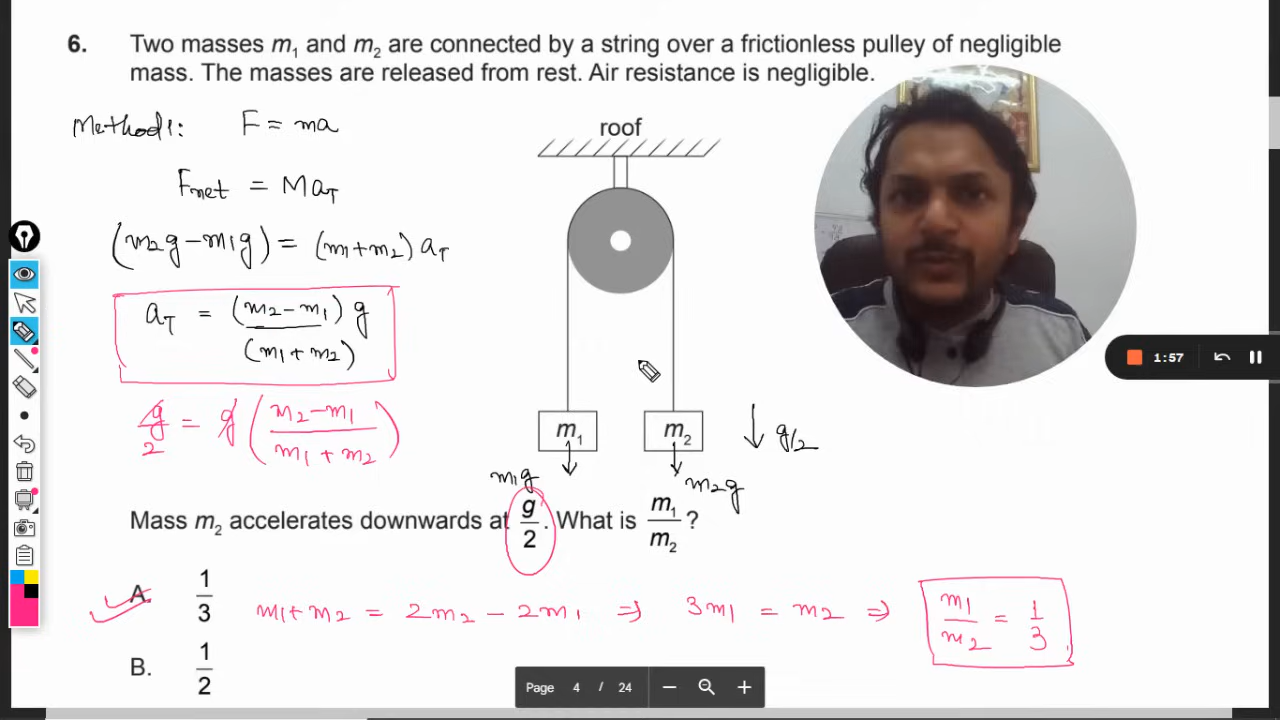 6. Two masses m₁ and m₂ are connected by a string over a frictionless pulley of negligible
mass. The masses are released from rest. Air resistance is negligible.
Method 1: F = ma
Fnet = M aT
(m₂g − m₁g) = (m₁+m₂) aT
aT = (m₂−m₁) g / (m₁+m₂)
g/2 = g (m₂−m₁ / m₁+m₂)
roof
m₁ m₂
g/2
m₁g m₂g
Mass m₂ accelerates downwards at g/2. What is m₁/m₂?
A. 1/3
m₁+m₂ = 2m₂ − 2m₁ ⇒ 3m₁ = m₂ ⇒ m₁/m₂ = 1/3
B. 1/2
1:57
Page 4 / 24